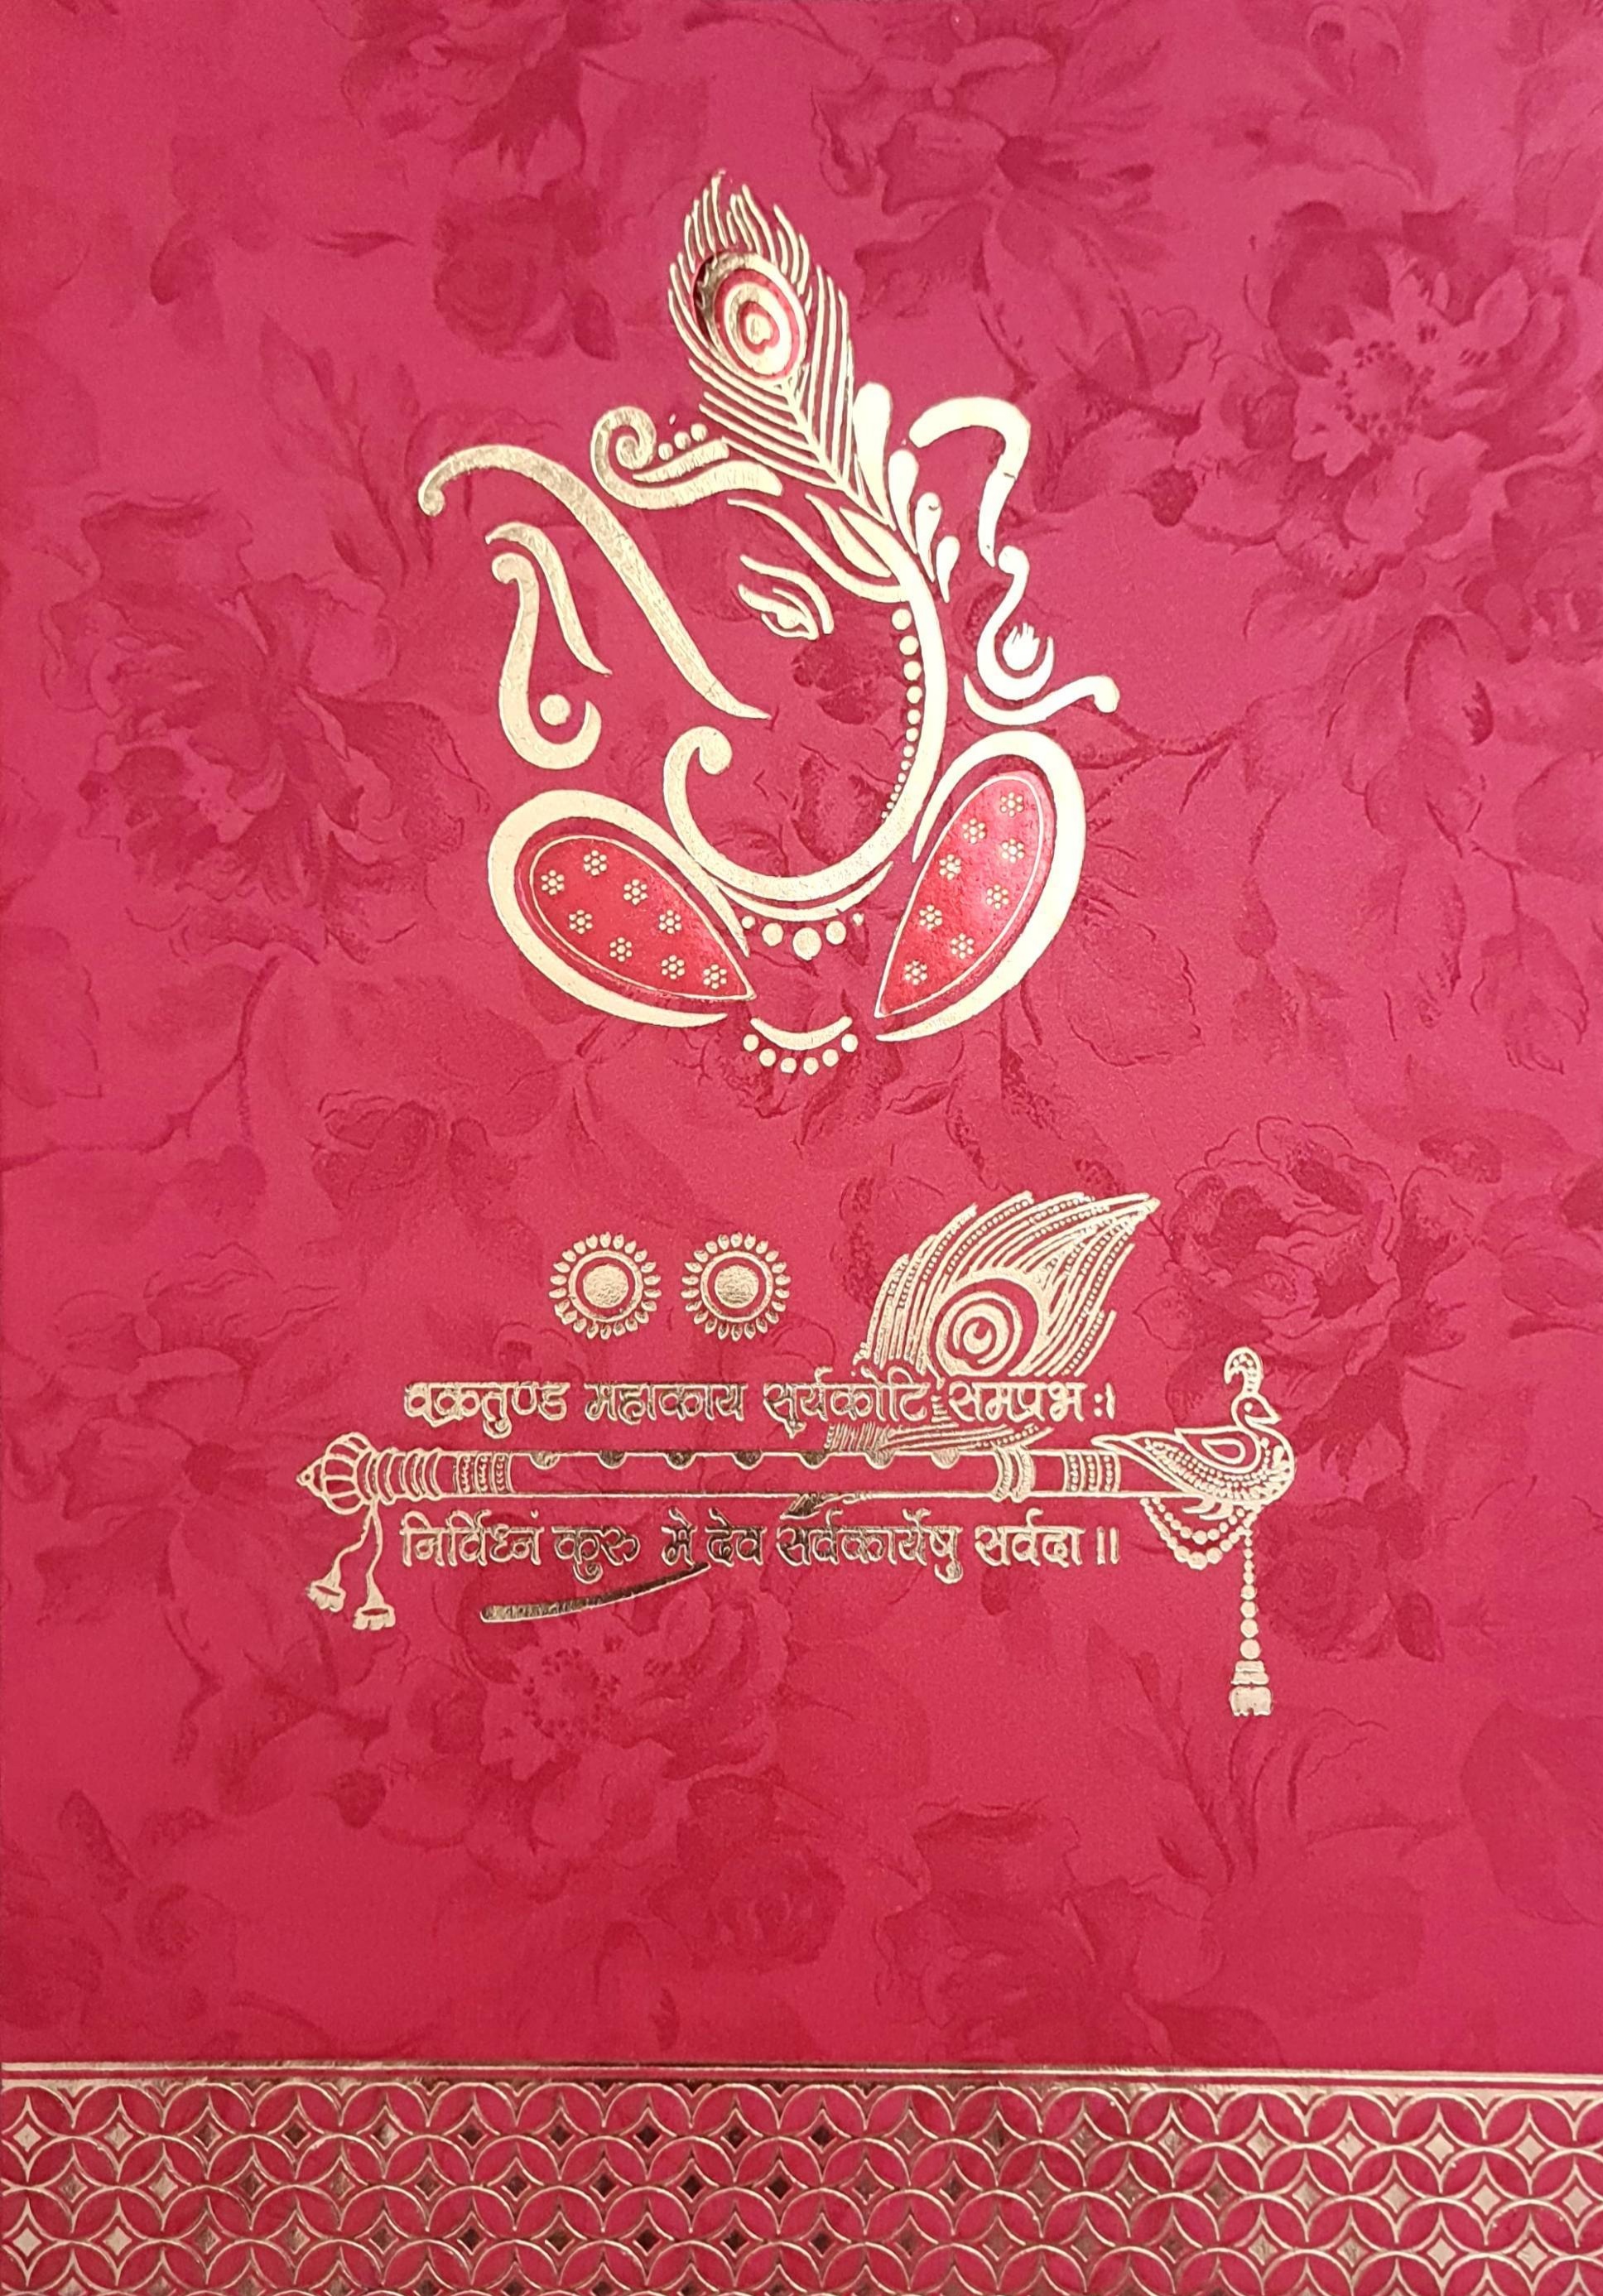 वक्रतुण्ड महाकाय सूर्यकोटि समप्रभः।
निर्विध्नं कुरु मे देव सर्वकार्येषु सर्वदा॥